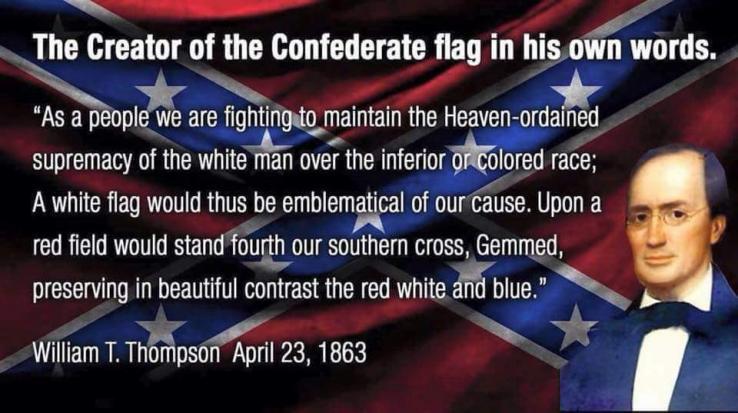 The Creator of the Confederate flag in his own words.
“As a people we are fighting to maintain the Heaven-ordained
supremacy of the white man over the inferior or colored race;
A white flag would thus be emblematical of our cause. Upon a
red field would stand fourth our southern cross, Gemmed,
preserving in beautiful contrast the red white and blue.”
William T. Thompson April 23, 1863